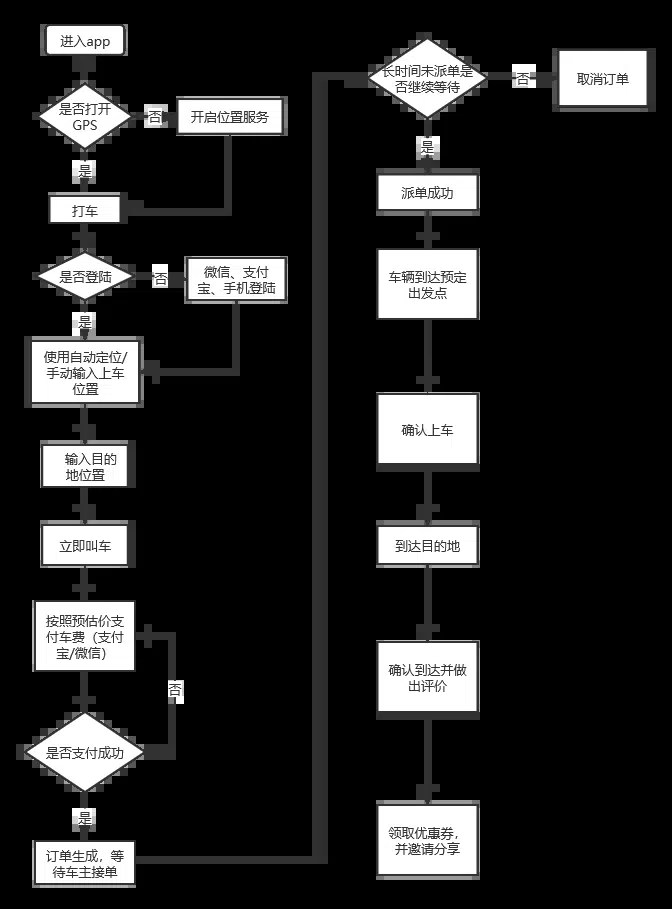 进入app
是否打开
GPS
否
开启位置服务
是
打车
是否登陆
否
微信、支付
宝、手机登陆
是
使用自动定位/
手动输入上车
位置
输入目的
地位置
立即叫车
按照预估价支
付车费（支付
宝/微信）
否
是否支付成功
是
订单生成，等
待车主接单
长时间未派单是
否继续等待
否
取消订单
是
派单成功
车辆到达预定
出发点
确认上车
到达目的地
确认到达并做
出评价
领取优惠券，
并邀请分享